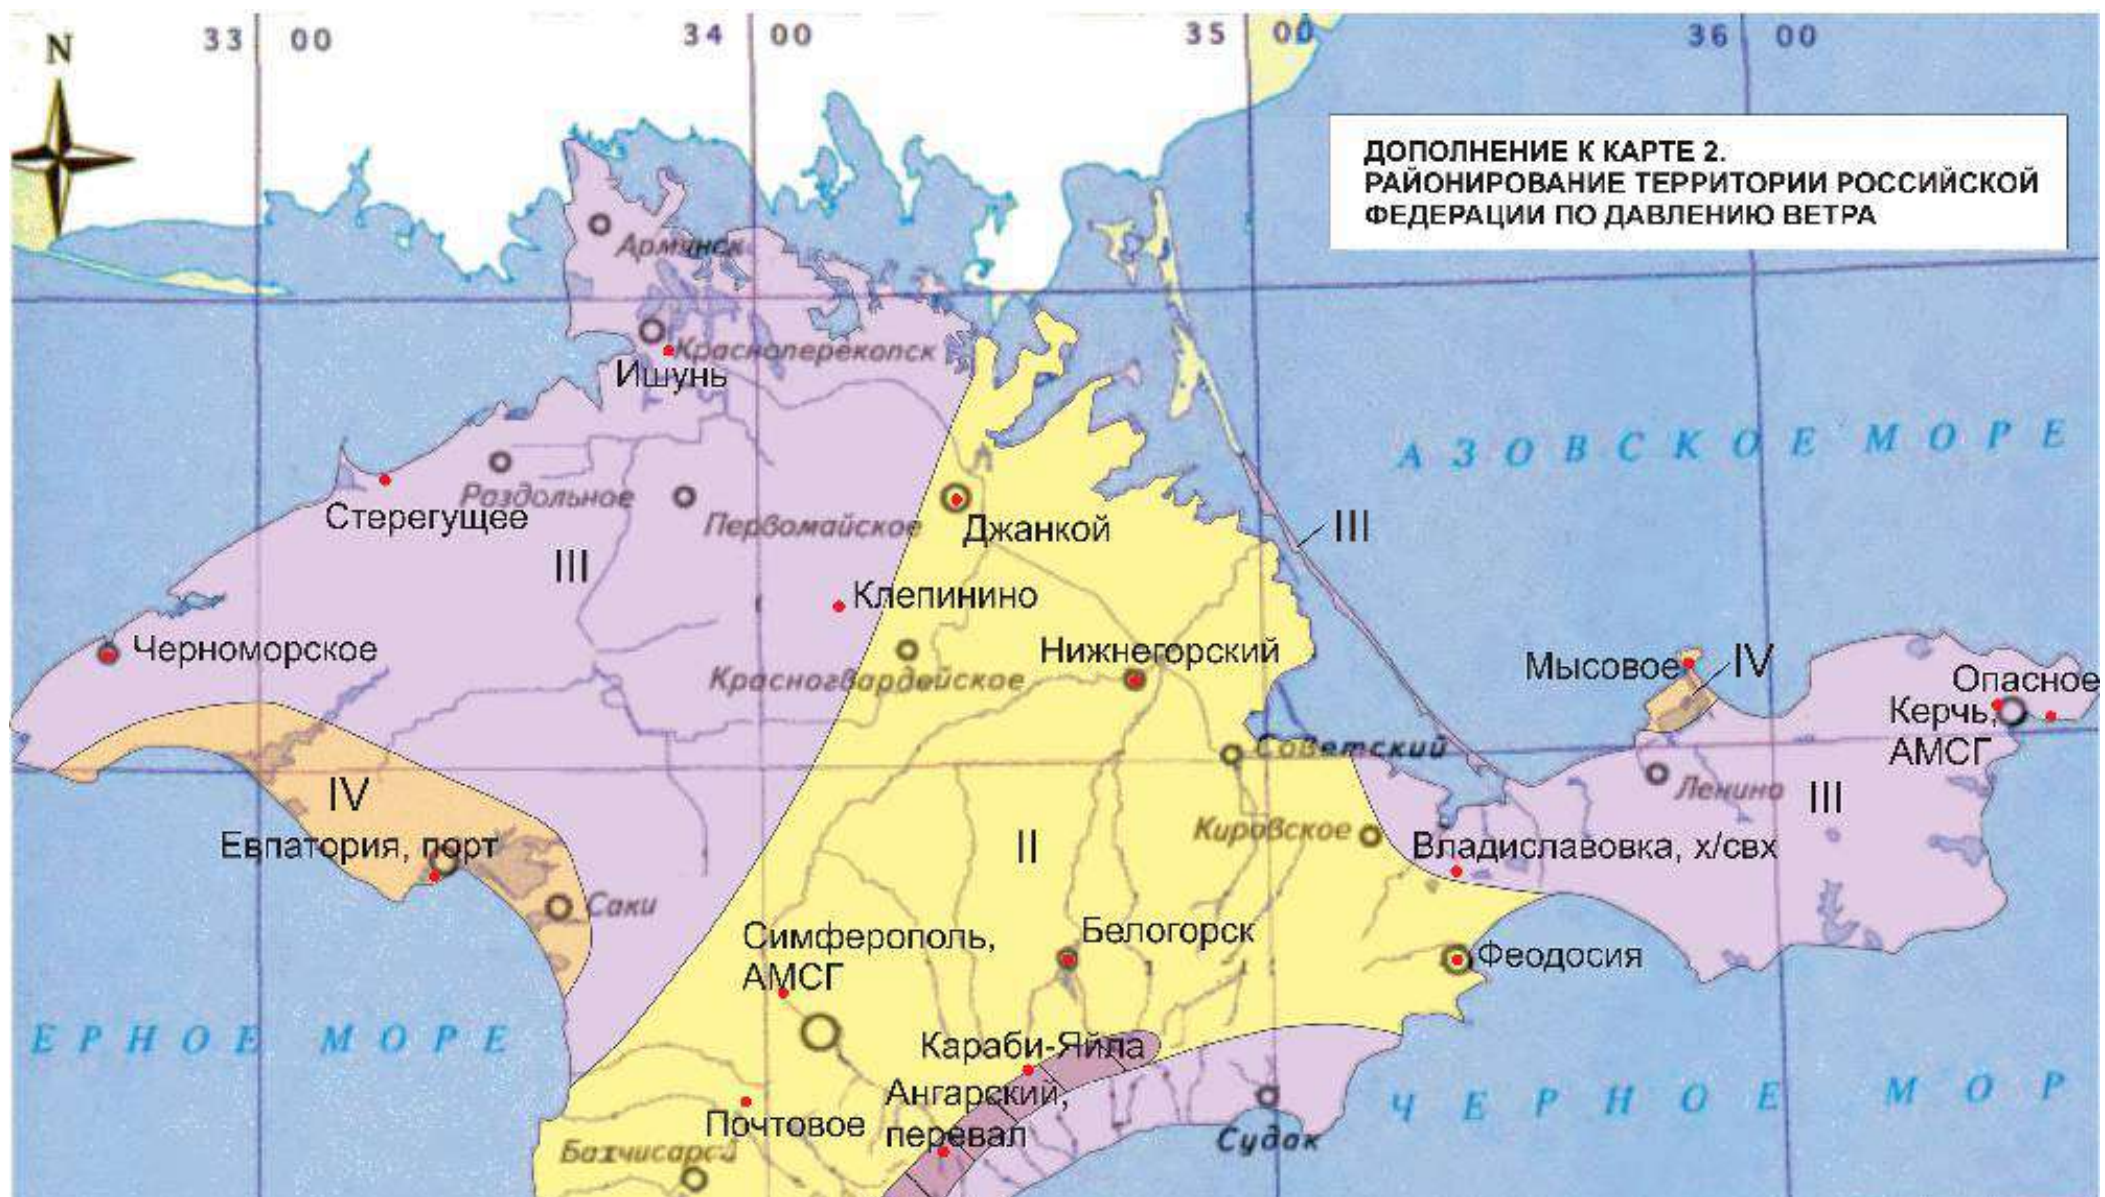 33 00 34 00 35 00 36 00
N
ДОПОЛНЕНИЕ К КАРТЕ 2.
РАЙОНИРОВАНИЕ ТЕРРИТОРИИ РОССИЙСКОЙ
ФЕДЕРАЦИИ ПО ДАВЛЕНИЮ ВЕТРА
Армянск
Красноперекопск
Ишунь
АЗОВСКОЕ МОРЕ
Раздольное
Стерегущее
Первомайское
Джанкой
III
III
Клепинино
Черноморское
Нижнегорский
Красногвардейское
Мысовое
IV
Опасное
Керчь,
АМСГ
Советский
Ленино
III
IV
Евпатория, порт
II
Кировское
Владиславовка, х/свх
Саки
Симферополь,
АМСГ
Белогорск
Феодосия
ЕРНОЕ МОРЕ
Караби-Яйла
Ангарский,
перевал
Почтовое
ЧЕРНОЕ МОР
Судак
Бахчисарай